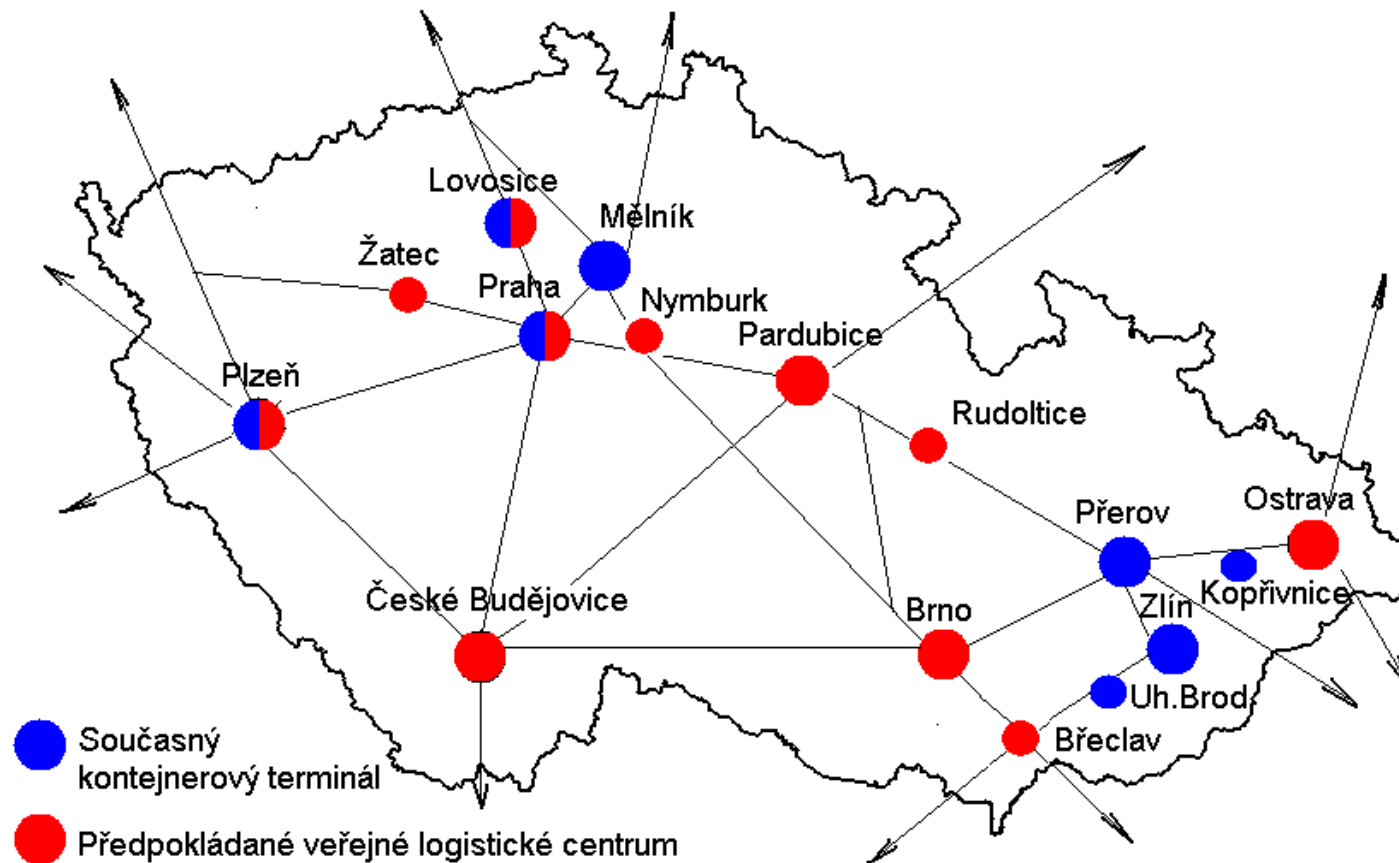 Lovosice
Mělník
Žatec
Praha
Nymburk
Pardubice
Plzeň
Rudoltice
Ostrava
Přerov
Kopřivnice
České Budějovice
Brno
Zlín
Uh.Brod
Břeclav
Současný
kontejnerový terminál
Předpokládané veřejné logistické centrum